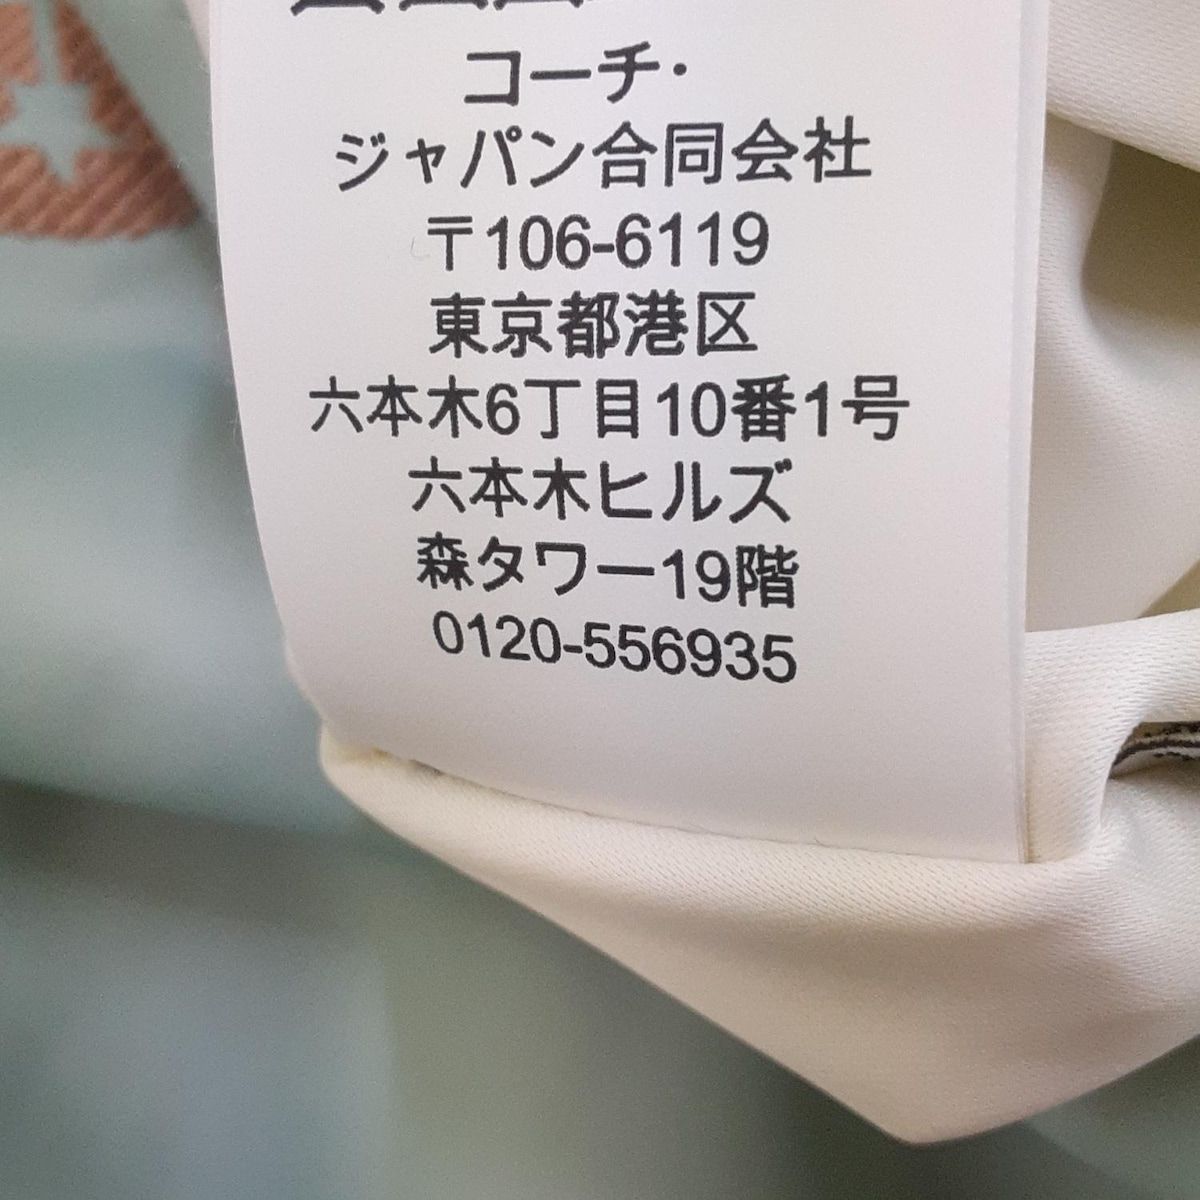 コーチ・
ジャパン合同会社
〒106-6119
東京都港区
六本木6丁目10番1号
六本木ヒルズ
森タワー19階
0120-556935